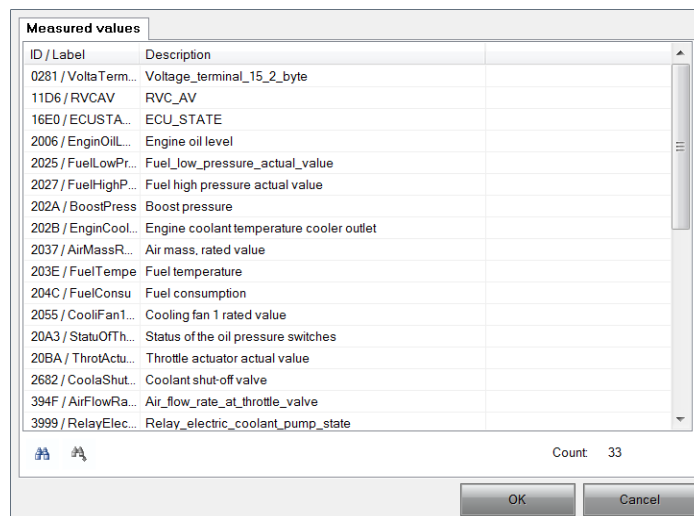 Measured values
ID / Label Description
0281 / VoltaTerm... Voltage_terminal_15_2_byte
11D6 / RVCAV RVC_AV
16E0 / ECUSTA... ECU_STATE
2006 / EnginOilL... Engine oil level
2025 / FuelLowPr... Fuel_low_pressure_actual_value
2027 / FuelHighP... Fuel high pressure actual value
202A / BoostPress Boost pressure
202B / EnginCool... Engine coolant temperature cooler outlet
2037 / AirMassR... Air mass, rated value
203E / FuelTempe Fuel temperature
204C / FuelConsu Fuel consumption
2055 / CooliFan1... Cooling fan 1 rated value
20A3 / StatuOfTh... Status of the oil pressure switches
20BA / ThrotActu... Throttle actuator actual value
2682 / CoolaShut... Coolant shut-off valve
394F / AirFlowRa... Air_flow_rate_at_throttle_valve
3999 / RelayElec... Relay_electric_coolant_pump_state
Count: 33
OK Cancel